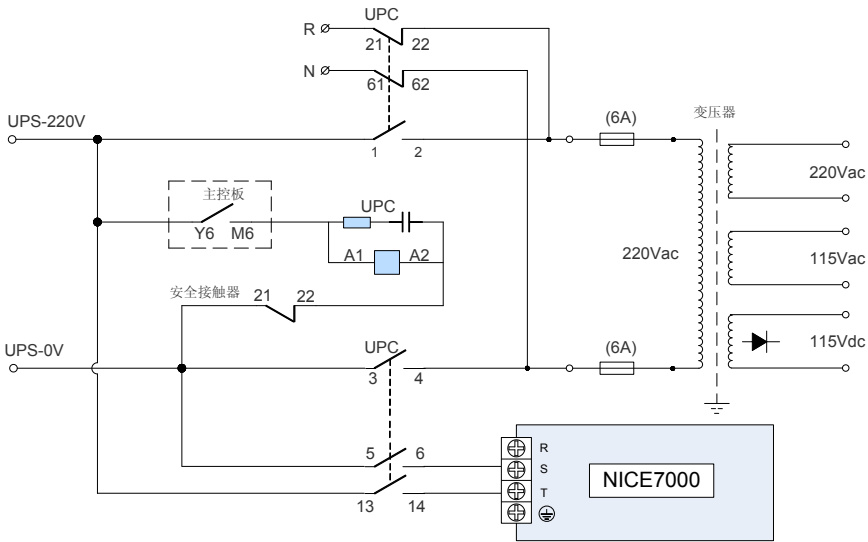 UPC
R
21 22
N
61 62
UPS-220V
1 2
(6A)
变压器
主控板
Y6 M6
UPC
A1 A2
220Vac
220Vac
115Vac
安全接触器 21 22
UPS-0V
UPC
3 4
(6A)
115Vdc
5 6
13 14
R
S
T
NICE7000